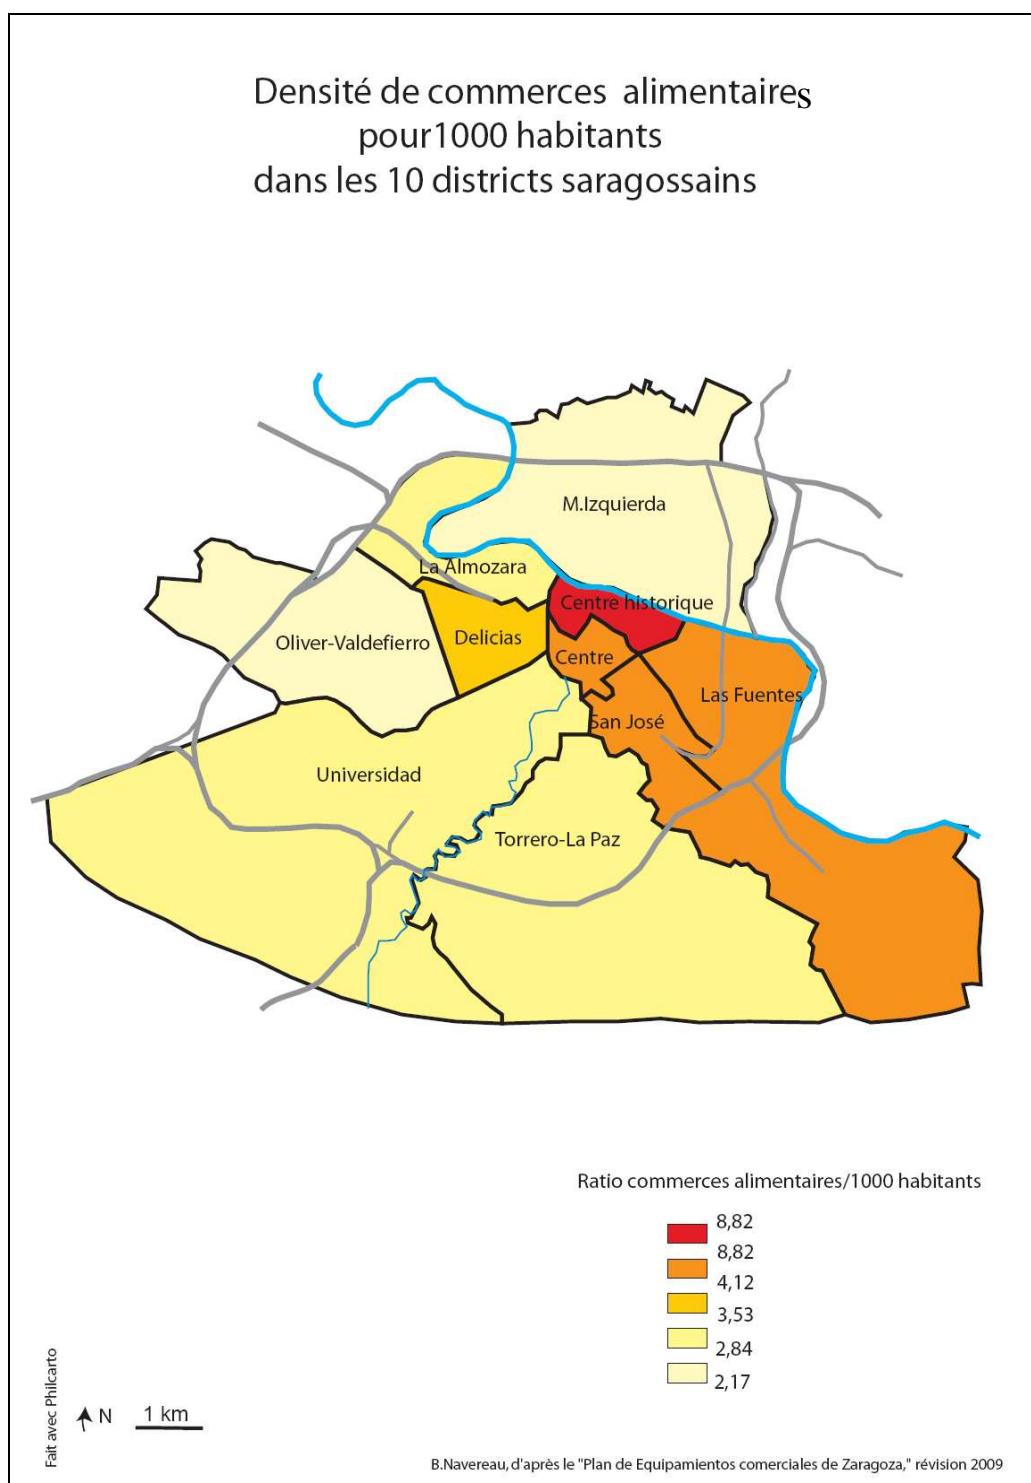 Densité de commerces alimentaires
pour1000 habitants
dans les 10 districts saragossains
M.Izquierda
La Almozara
Centre historique
Oliver-Valdefierro
Delicias
Centre
Las Fuentes
San José
Universidad
Torrero-La Paz
Ratio commerces alimentaires/1000 habitants
8,82
8,82
4,12
3,53
2,84
2,17
Fait avec Philcarto
N
1 km
B.Navereau, d'après le "Plan de Equipamientos comerciales de Zaragoza," révision 2009